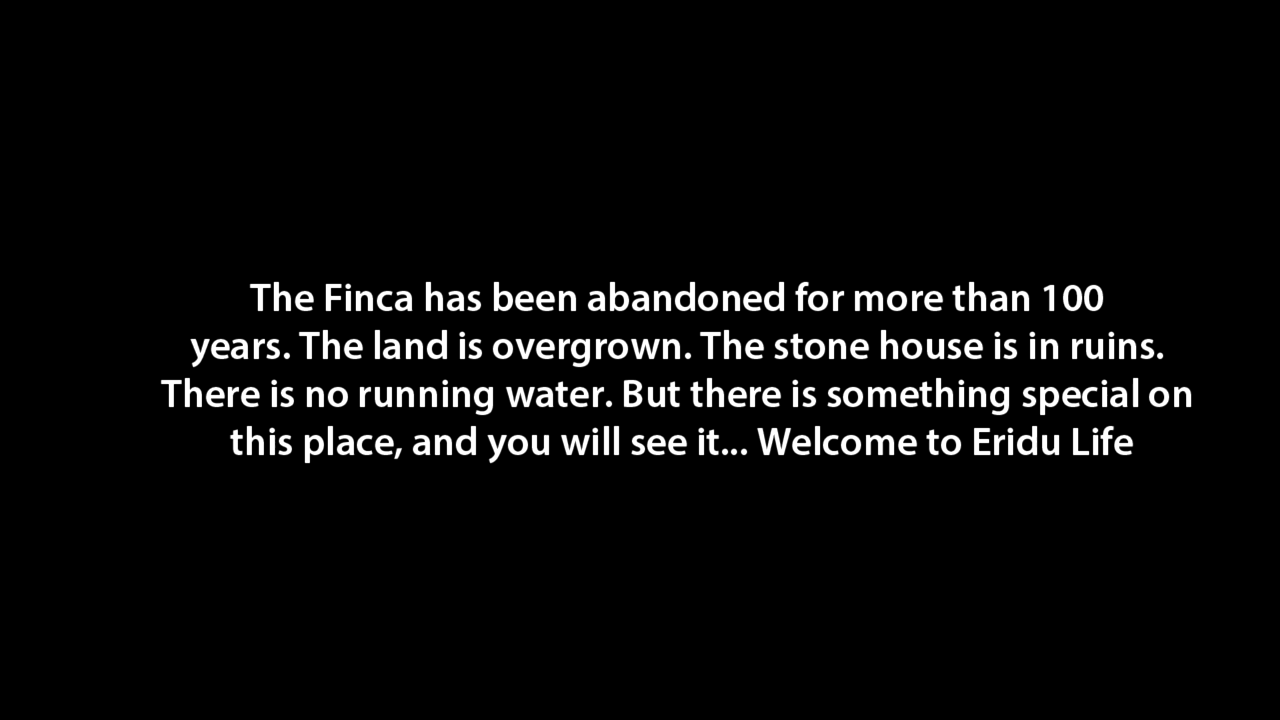 The Finca has been abandoned for more than 100
years. The land is overgrown. The stone house is in ruins.
There is no running water. But there is something special on
this place, and you will see it... Welcome to Eridu Life